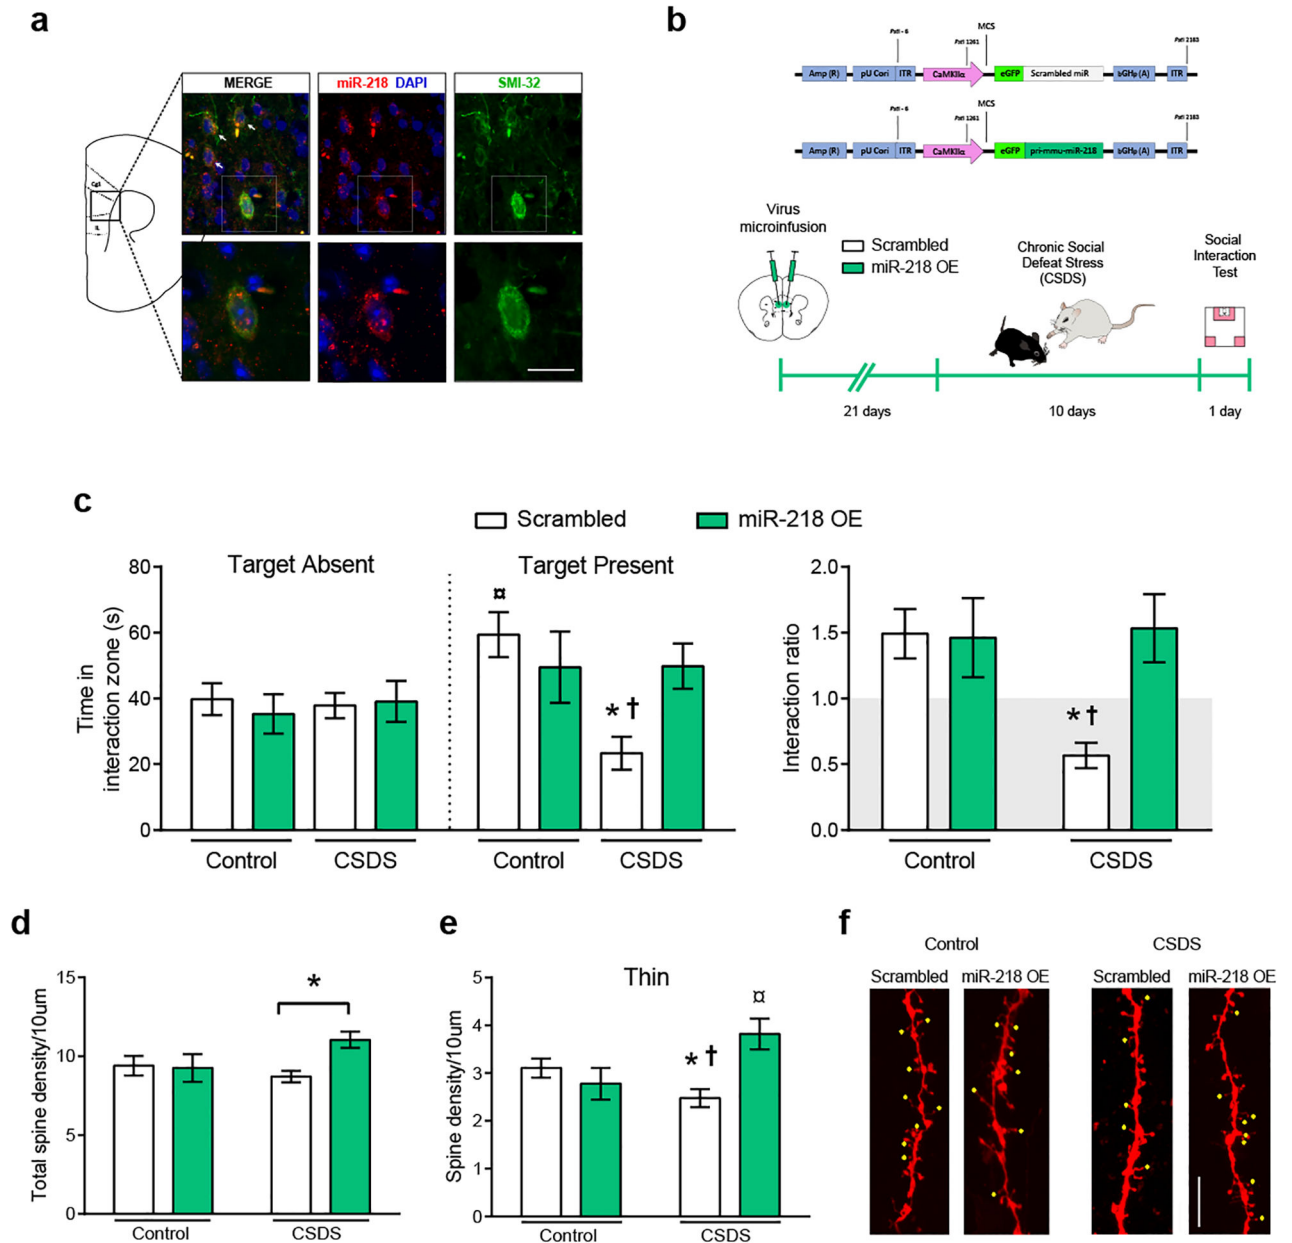 a
MERGE
miR-218 DAPI
SMI-32
Cg1
IL
b
PstI - 6
PstI 1261
MCS
PstI 2183
Amp (R)
pU Cori
ITR
CaMKIIα
eGFP
Scrambled miR
bGHp (A)
ITR
PstI - 6
PstI 1261
MCS
PstI 2183
Amp (R)
pU Cori
ITR
CaMKIIα
eGFP
pri-mmu-miR-218
bGHp (A)
ITR
Virus
microinfusion
Scrambled
miR-218 OE
Chronic Social
Defeat Stress
(CSDS)
Social
Interaction
Test
21 days
10 days
1 day
c
Scrambled
miR-218 OE
Target Absent
Target Present
Time in
interaction zone (s)
80
60
40
20
0
¤
* †
Control
CSDS
Control
CSDS
Interaction ratio
2.0
1.5
1.0
0.5
0.0
* †
Control
CSDS
d
Total spine density/10um
15
10
5
0
*
Control
CSDS
e
Thin
Spine density/10um
5
4
3
2
1
0
* †
¤
Control
CSDS
f
Control
CSDS
Scrambled
miR-218 OE
Scrambled
miR-218 OE